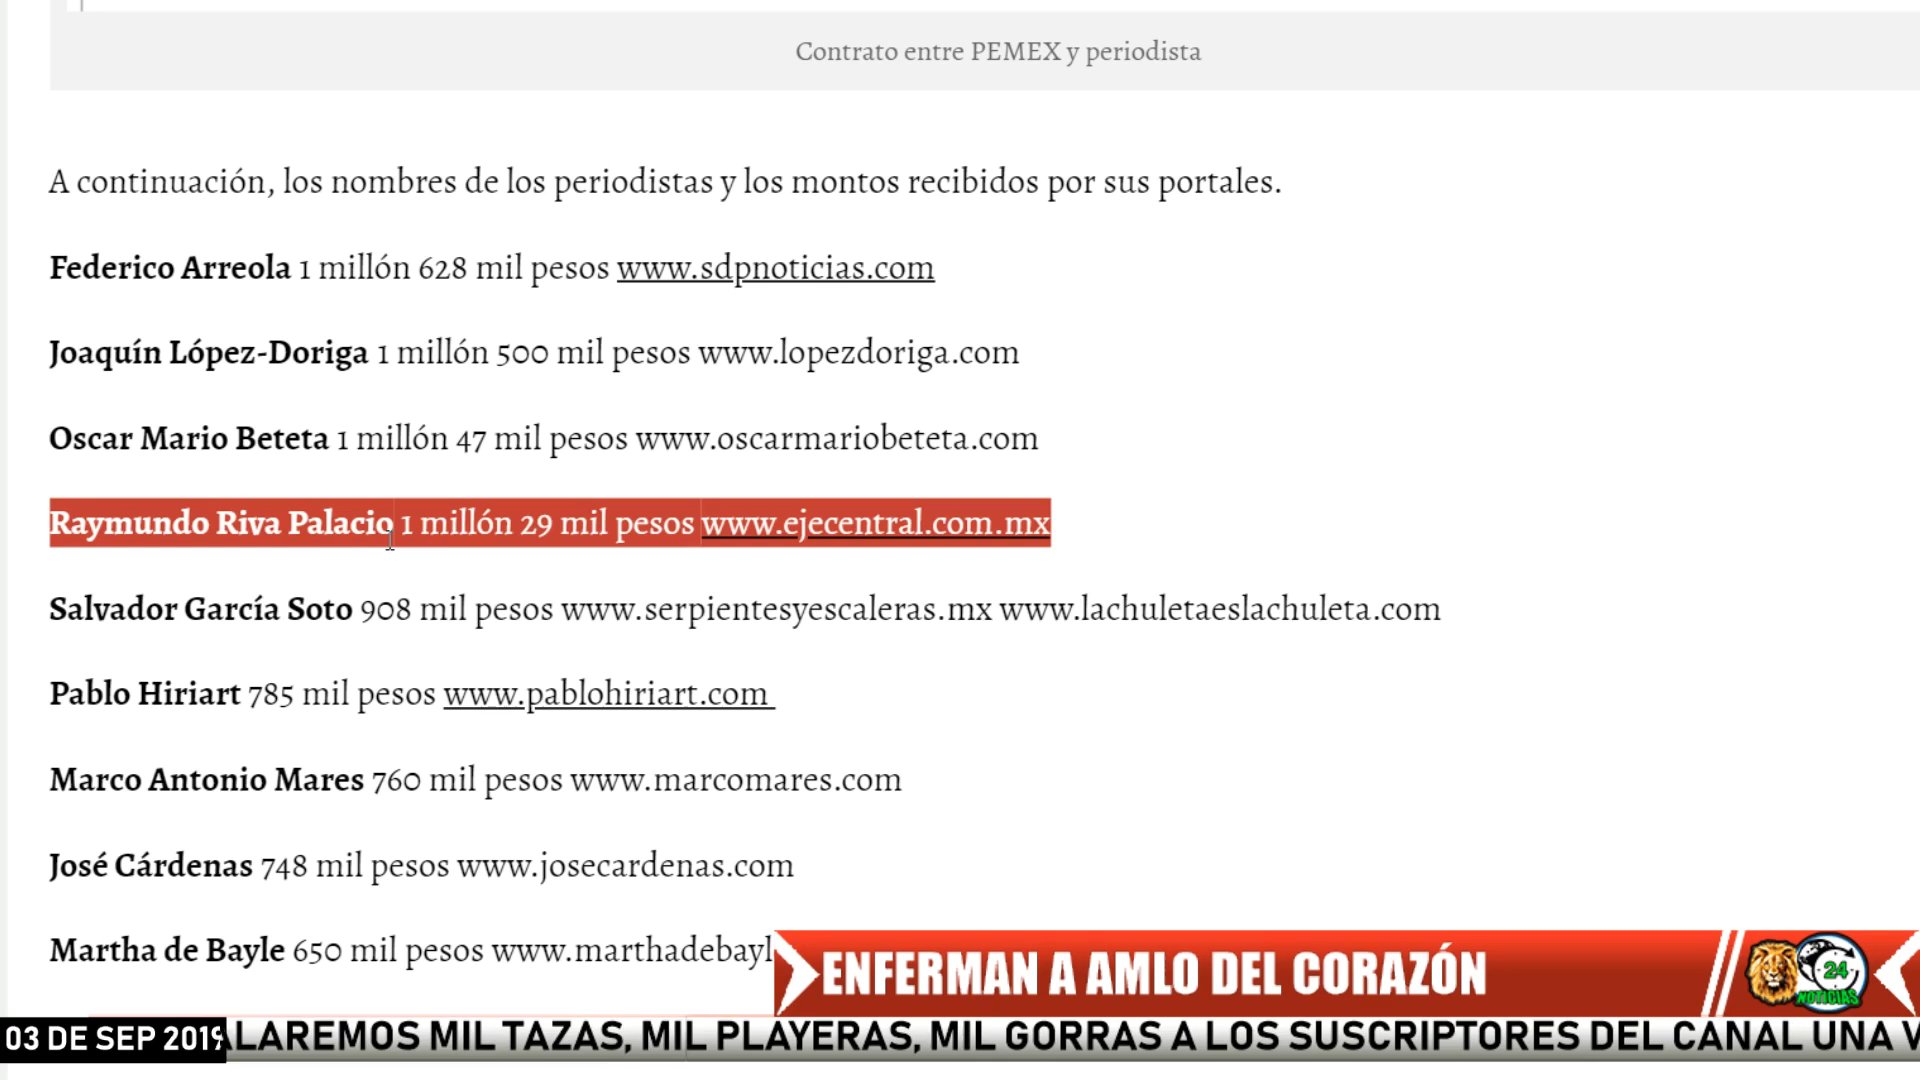 Contrato entre PEMEX y periodista
A continuación, los nombres de los periodistas y los montos recibidos por sus portales.
Federico Arreola 1 millón 628 mil pesos www.sdpnoticias.com
Joaquín López-Doriga 1 millón 500 mil pesos www.lopezdoriga.com
Oscar Mario Beteta 1 millón 47 mil pesos www.oscarmariobeteta.com
Raymundo Riva Palacio 1 millón 29 mil pesos www.ejecentral.com.mx
Salvador García Soto 908 mil pesos www.serpientesyescaleras.mx www.lachuletaeslachuleta.com
Pablo Hiriart 785 mil pesos www.pablohiriart.com
Marco Antonio Mares 760 mil pesos www.marcomares.com
José Cárdenas 748 mil pesos www.josecardenas.com
Martha de Bayle 650 mil pesos www.marthadebayl
ENFERMAN A AMLO DEL CORAZÓN
24
NOTICIAS
03 DE SEP 2019
ALAREMOS MIL TAZAS, MIL PLAYERAS, MIL GORRAS A LOS SUSCRIPTORES DEL CANAL UNA V